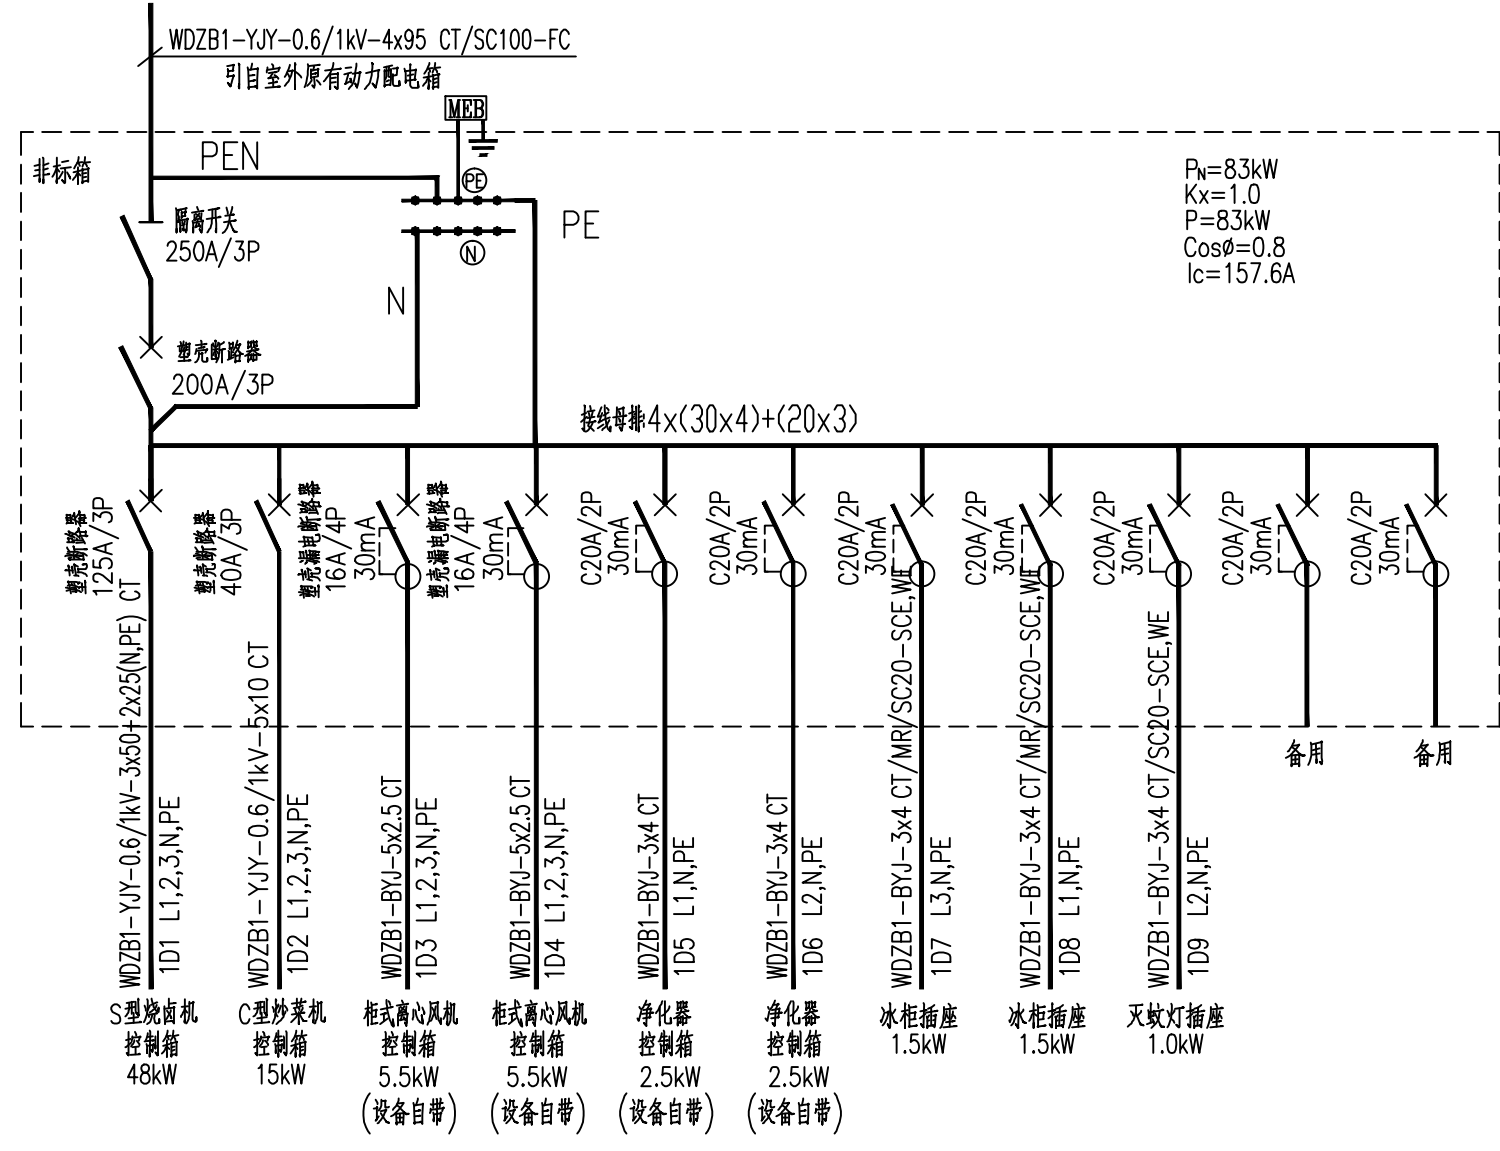 WDZB1-YJY-0.6/1kV-4x95 CT/SC100-FC
引自室外原有动力配电箱
MEB
非标箱
PEN
PE
PE
N
N
隔离开关
250A/3P
PN=83kW
Kx=1.0
P=83kW
CosØ=0.8
Ic=157.6A
塑壳断路器
200A/3P
接线母排4x(30x4)+(20x3)
塑壳断路器
125A/3P
WDZB1-YJY-0.6/1kV-3x50+2x25(N,PE) CT
1D1 L1,2,3,N,PE
S型烧卤机
控制箱
48kW
塑壳断路器
40A/3P
WDZB1-YJY-0.6/1kV-5x10 CT
1D2 L1,2,3,N,PE
C型炒菜机
控制箱
15kW
塑壳漏电断路器
16A/4P
30mA
WDZB1-BYJ-5x2.5 CT
1D3 L1,2,3,N,PE
柜式离心风机
控制箱
5.5kW
(设备自带)
塑壳漏电断路器
16A/4P
30mA
WDZB1-BYJ-5x2.5 CT
1D4 L1,2,3,N,PE
柜式离心风机
控制箱
5.5kW
(设备自带)
C20A/2P
30mA
WDZB1-BYJ-3x4 CT
1D5 L1,N,PE
净化器
控制箱
2.5kW
(设备自带)
C20A/2P
30mA
WDZB1-BYJ-3x4 CT
1D6 L2,N,PE
净化器
控制箱
2.5kW
(设备自带)
C20A/2P
30mA
WDZB1-BYJ-3x4 CT/MR/SC20-SCE,WE
1D7 L3,N,PE
冰柜插座
1.5kW
C20A/2P
30mA
WDZB1-BYJ-3x4 CT/MR/SC20-SCE,WE
1D8 L1,N,PE
冰柜插座
1.5kW
C20A/2P
30mA
WDZB1-BYJ-3x4 CT/SC20-SCE,WE
1D9 L2,N,PE
灭蚊灯插座
1.0kW
C20A/2P
30mA
备用
C20A/2P
30mA
备用